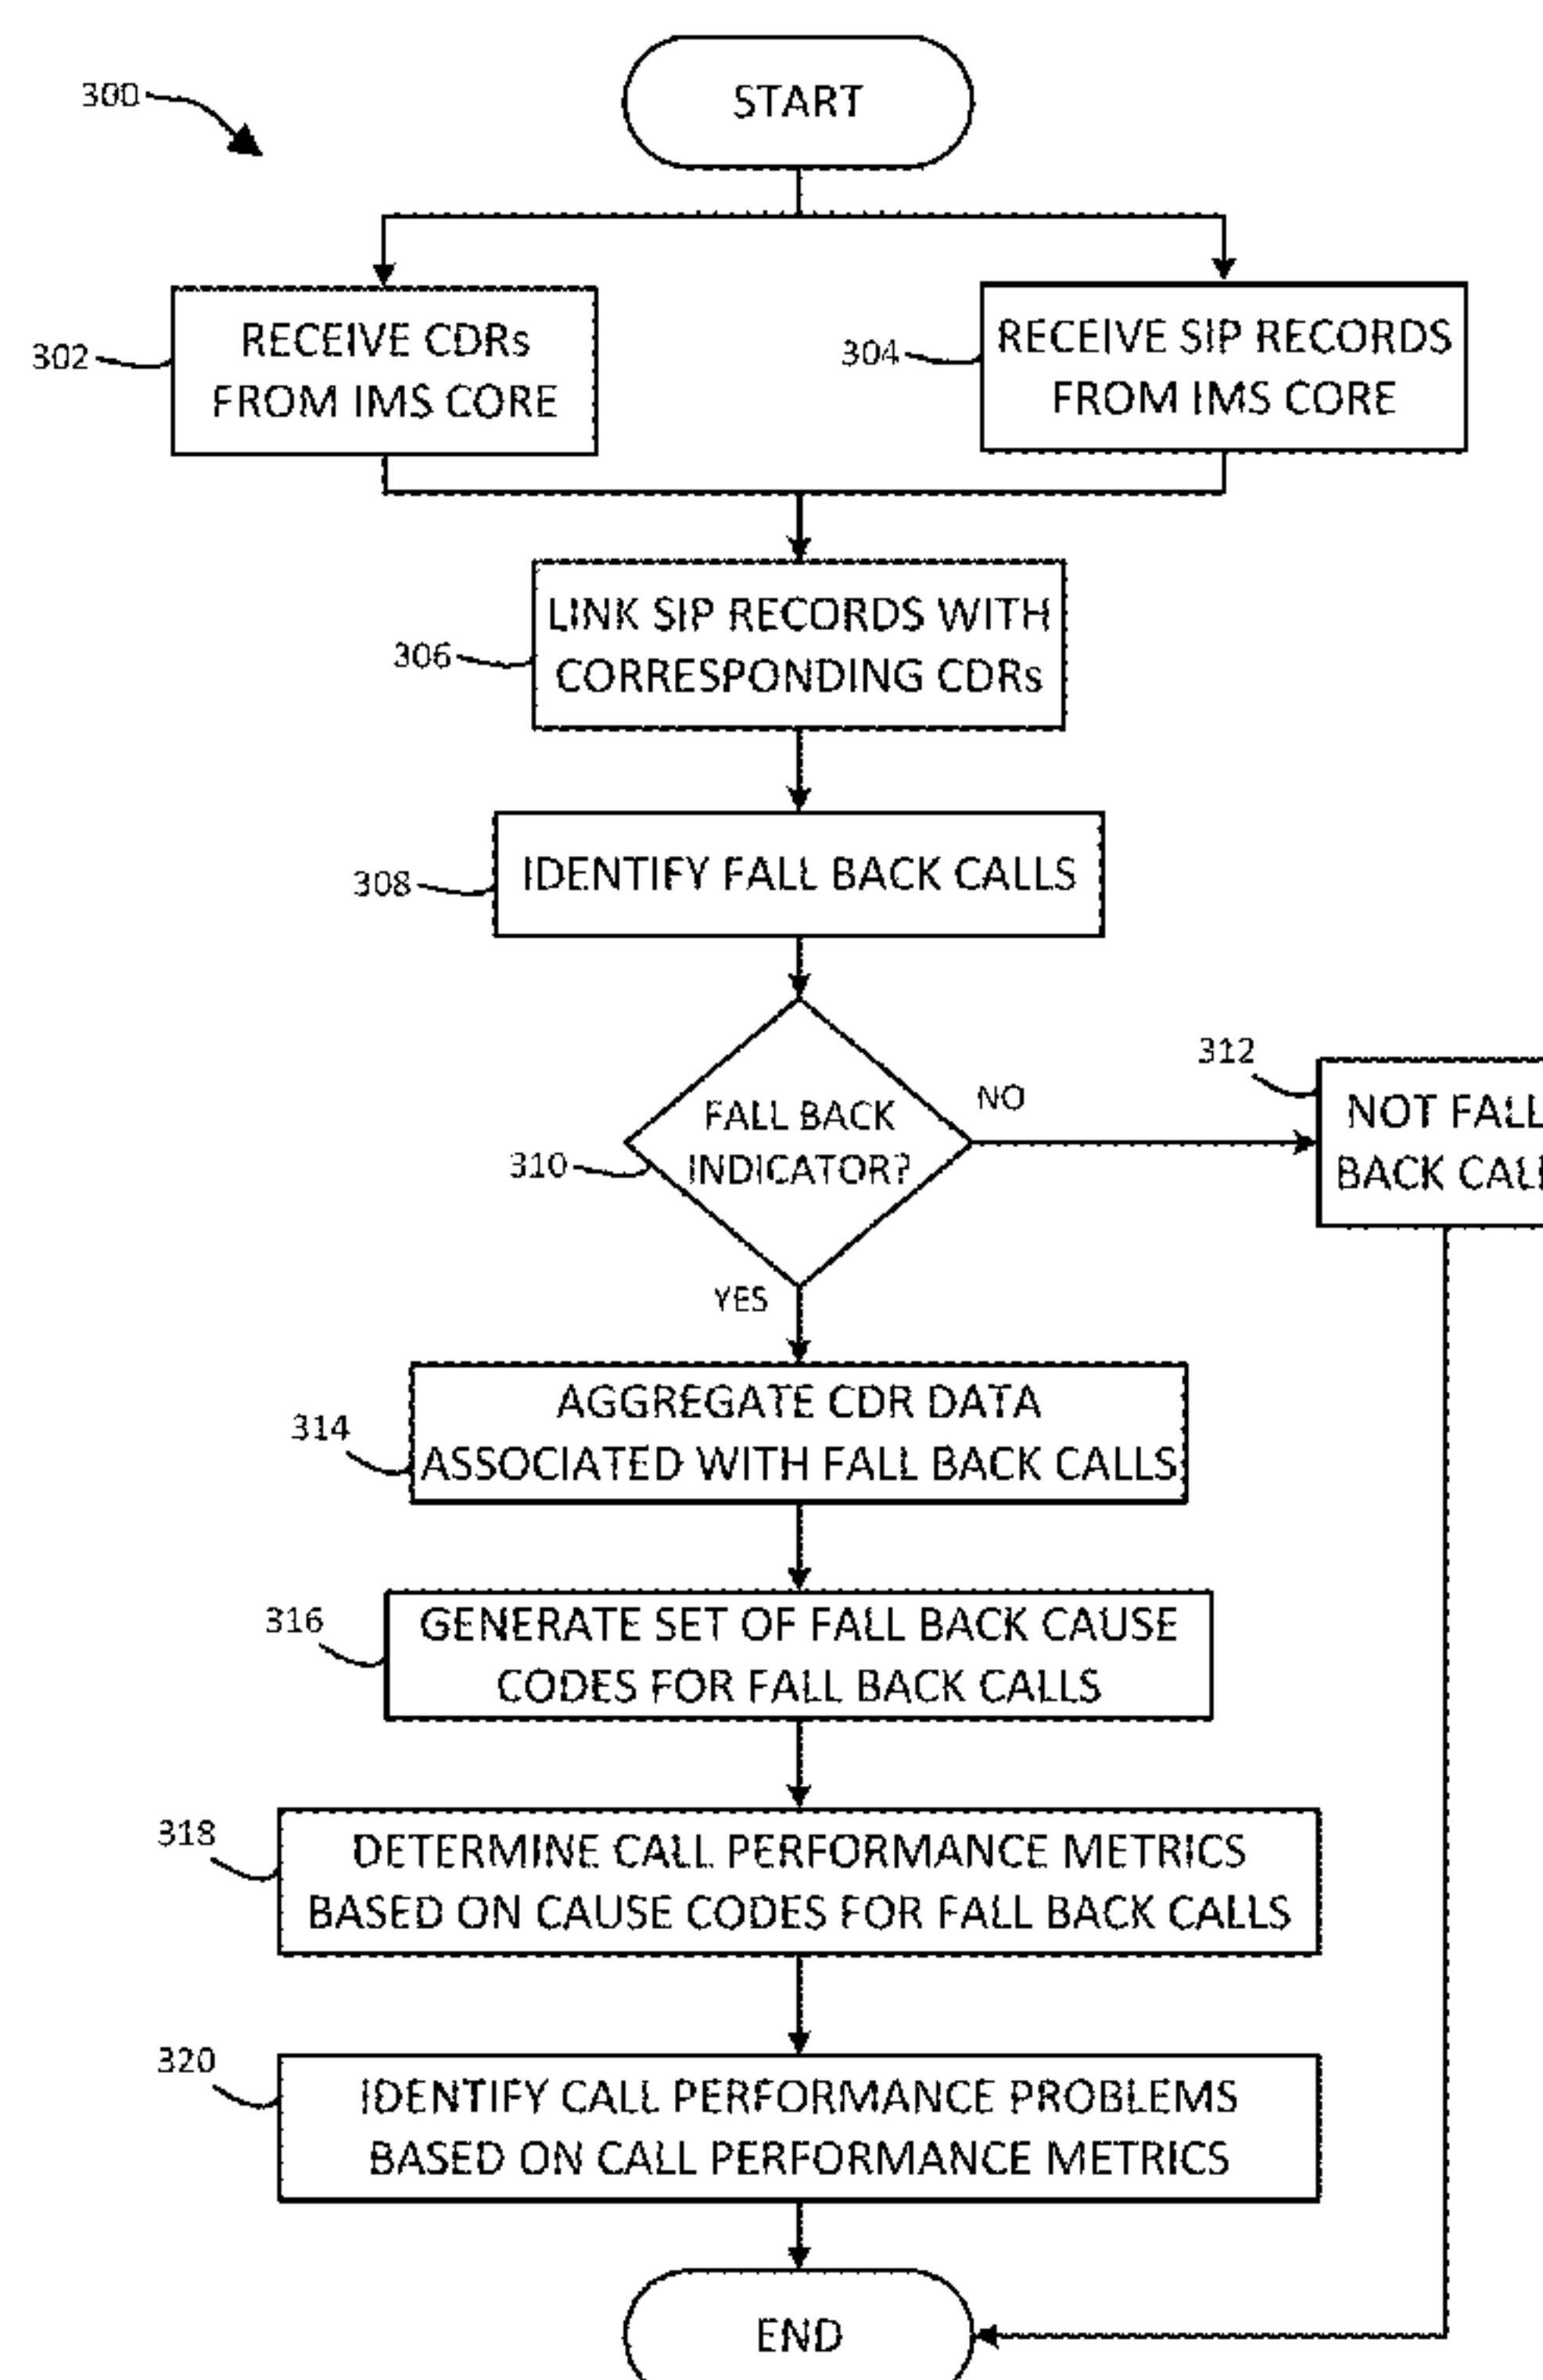 300
START
302
RECEIVE CDRs
FROM IMS CORE
304
RECEIVE SIP RECORDS
FROM IMS CORE
306
LINK SIP RECORDS WITH
CORRESPONDING CDRs
308
IDENTIFY FALL BACK CALLS
310
FALL BACK
INDICATOR?
NO
312
NOT FALL
BACK CALL
YES
314
AGGREGATE CDR DATA
ASSOCIATED WITH FALL BACK CALLS
316
GENERATE SET OF FALL BACK CAUSE
CODES FOR FALL BACK CALLS
318
DETERMINE CALL PERFORMANCE METRICS
BASED ON CAUSE CODES FOR FALL BACK CALLS
320
IDENTIFY CALL PERFORMANCE PROBLEMS
BASED ON CALL PERFORMANCE METRICS
END